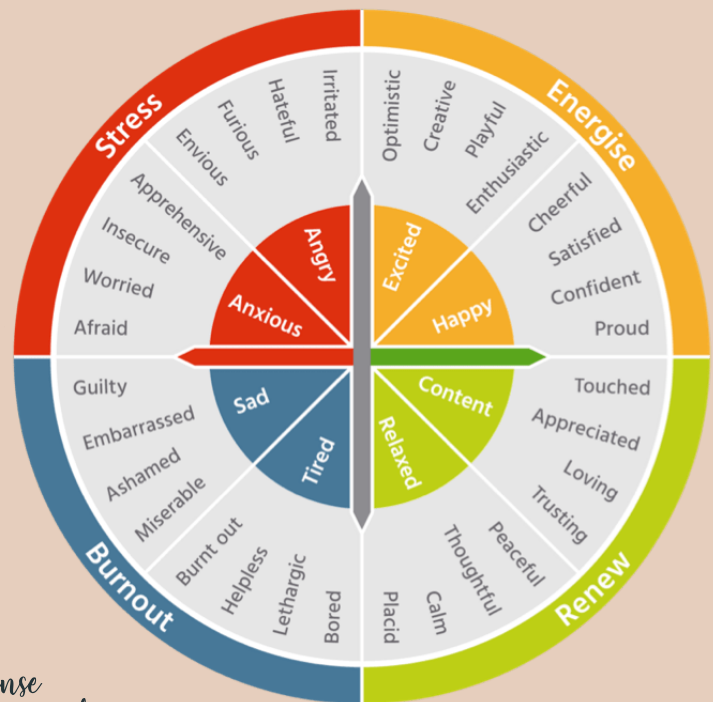 Stress
Energise
Burnout
Renew
Angry
Anxious
Excited
Happy
Sad
Tired
Content
Relaxed
Irritated
Hateful
Furious
Envious
Apprehensive
Insecure
Worried
Afraid
Optimistic
Creative
Playful
Enthusiastic
Cheerful
Satisfied
Confident
Proud
Guilty
Embarrassed
Ashamed
Miserable
Burnt out
Helpless
Lethargic
Bored
Touched
Appreciated
Loving
Trusting
Peaceful
Thoughtful
Calm
Placid
nse